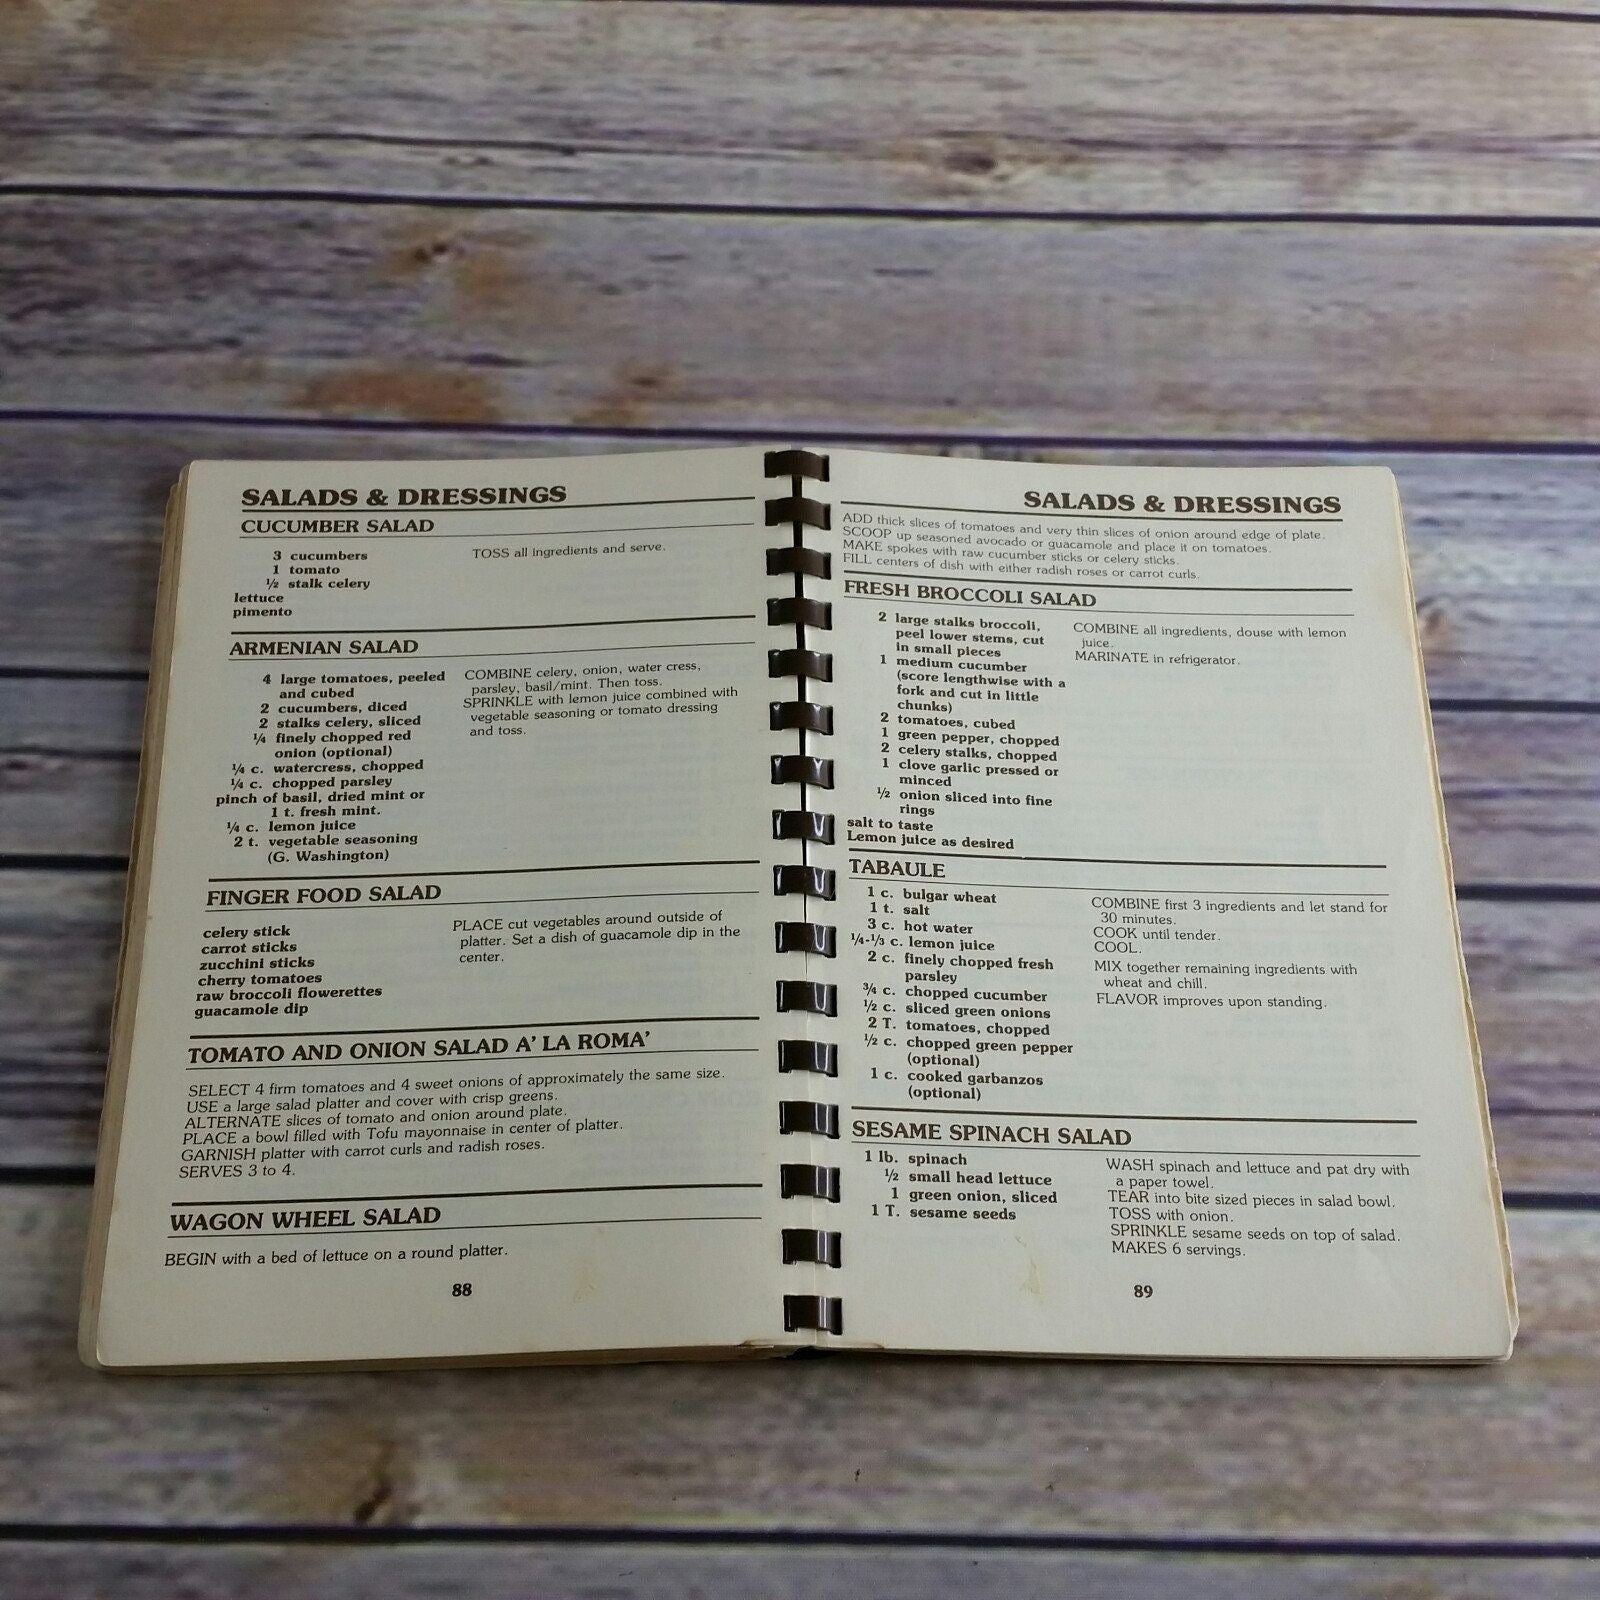 SALADS & DRESSINGS
CUCUMBER SALAD
3 cucumbers
1 tomato
½ stalk celery
lettuce
pimento
TOSS all ingredients and serve.
ARMENIAN SALAD
4 large tomatoes, peeled
and cubed
2 cucumbers, diced
2 stalks celery, sliced
¼ finely chopped red
onion (optional)
¼ c. watercress, chopped
¼ c. chopped parsley
pinch of basil, dried mint or
1 t. fresh mint.
¼ c. lemon juice
2 t. vegetable seasoning
(G. Washington)
COMBINE celery, onion, water cress,
parsley, basil/mint. Then toss.
SPRINKLE with lemon juice combined with
vegetable seasoning or tomato dressing
and toss.
FINGER FOOD SALAD
celery stick
carrot sticks
zucchini sticks
cherry tomatoes
raw broccoli flowerettes
guacamole dip
PLACE cut vegetables around outside of
platter. Set a dish of guacamole dip in the
center.
TOMATO AND ONION SALAD A' LA ROMA'
SELECT 4 firm tomatoes and 4 sweet onions of approximately the same size.
USE a large salad platter and cover with crisp greens.
ALTERNATE slices of tomato and onion around plate.
PLACE a bowl filled with Tofu mayonnaise in center of platter.
GARNISH platter with carrot curls and radish roses.
SERVES 3 to 4.
WAGON WHEEL SALAD
BEGIN with a bed of lettuce on a round platter.
88
SALADS & DRESSINGS
ADD thick slices of tomatoes and very thin slices of onion around edge of plate.
SCOOP up seasoned avocado or guacamole and place it on tomatoes.
MAKE spokes with raw cucumber sticks or celery sticks.
FILL centers of dish with either radish roses or carrot curls.
FRESH BROCCOLI SALAD
2 large stalks broccoli,
peel lower stems, cut
in small pieces
1 medium cucumber
(score lengthwise with a
fork and cut in little
chunks)
2 tomatoes, cubed
1 green pepper, chopped
2 celery stalks, chopped
1 clove garlic pressed or
minced
½ onion sliced into fine
rings
salt to taste
Lemon juice as desired
COMBINE all ingredients, douse with lemon
juice.
MARINATE in refrigerator.
TABAULE
1 c. bulgar wheat
1 t. salt
3 c. hot water
¼-⅓ c. lemon juice
2 c. finely chopped fresh
parsley
¾ c. chopped cucumber
½ c. sliced green onions
2 T. tomatoes, chopped
½ c. chopped green pepper
(optional)
1 c. cooked garbanzos
(optional)
COMBINE first 3 ingredients and let stand for
30 minutes.
COOK until tender.
COOL.
MIX together remaining ingredients with
wheat and chill.
FLAVOR improves upon standing.
SESAME SPINACH SALAD
1 lb. spinach
½ small head lettuce
1 green onion, sliced
1 T. sesame seeds
WASH spinach and lettuce and pat dry with
a paper towel.
TEAR into bite sized pieces in salad bowl.
TOSS with onion.
SPRINKLE sesame seeds on top of salad.
MAKES 6 servings.
89